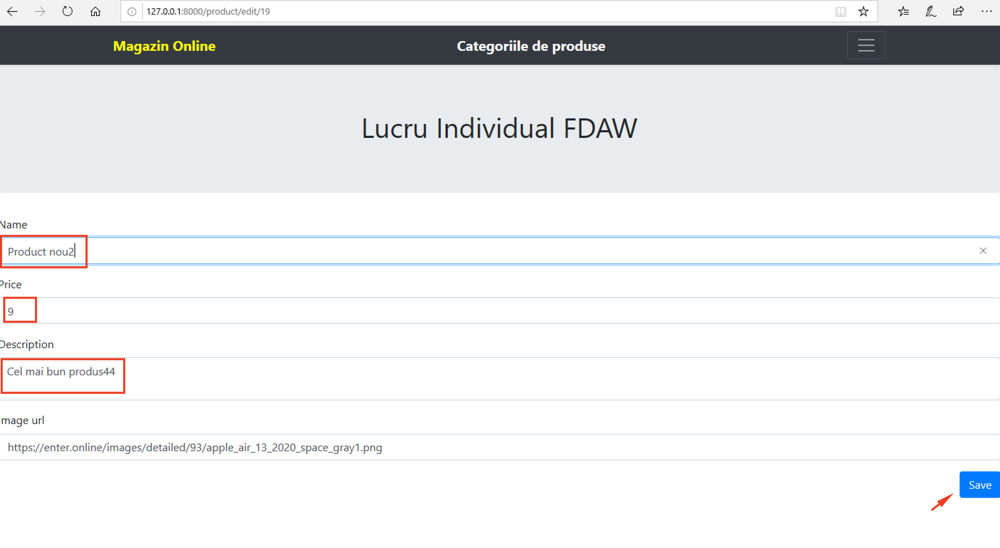 127.0.0.1:8000/product/edit/19
Magazin Online
Categoriile de produse
Lucru Individual FDAW
Name
Product nou2
Price
9
Description
Cel mai bun produs44
mage url
https://enter.online/images/detailed/93/apple_air_13_2020_space_gray1.png
Save